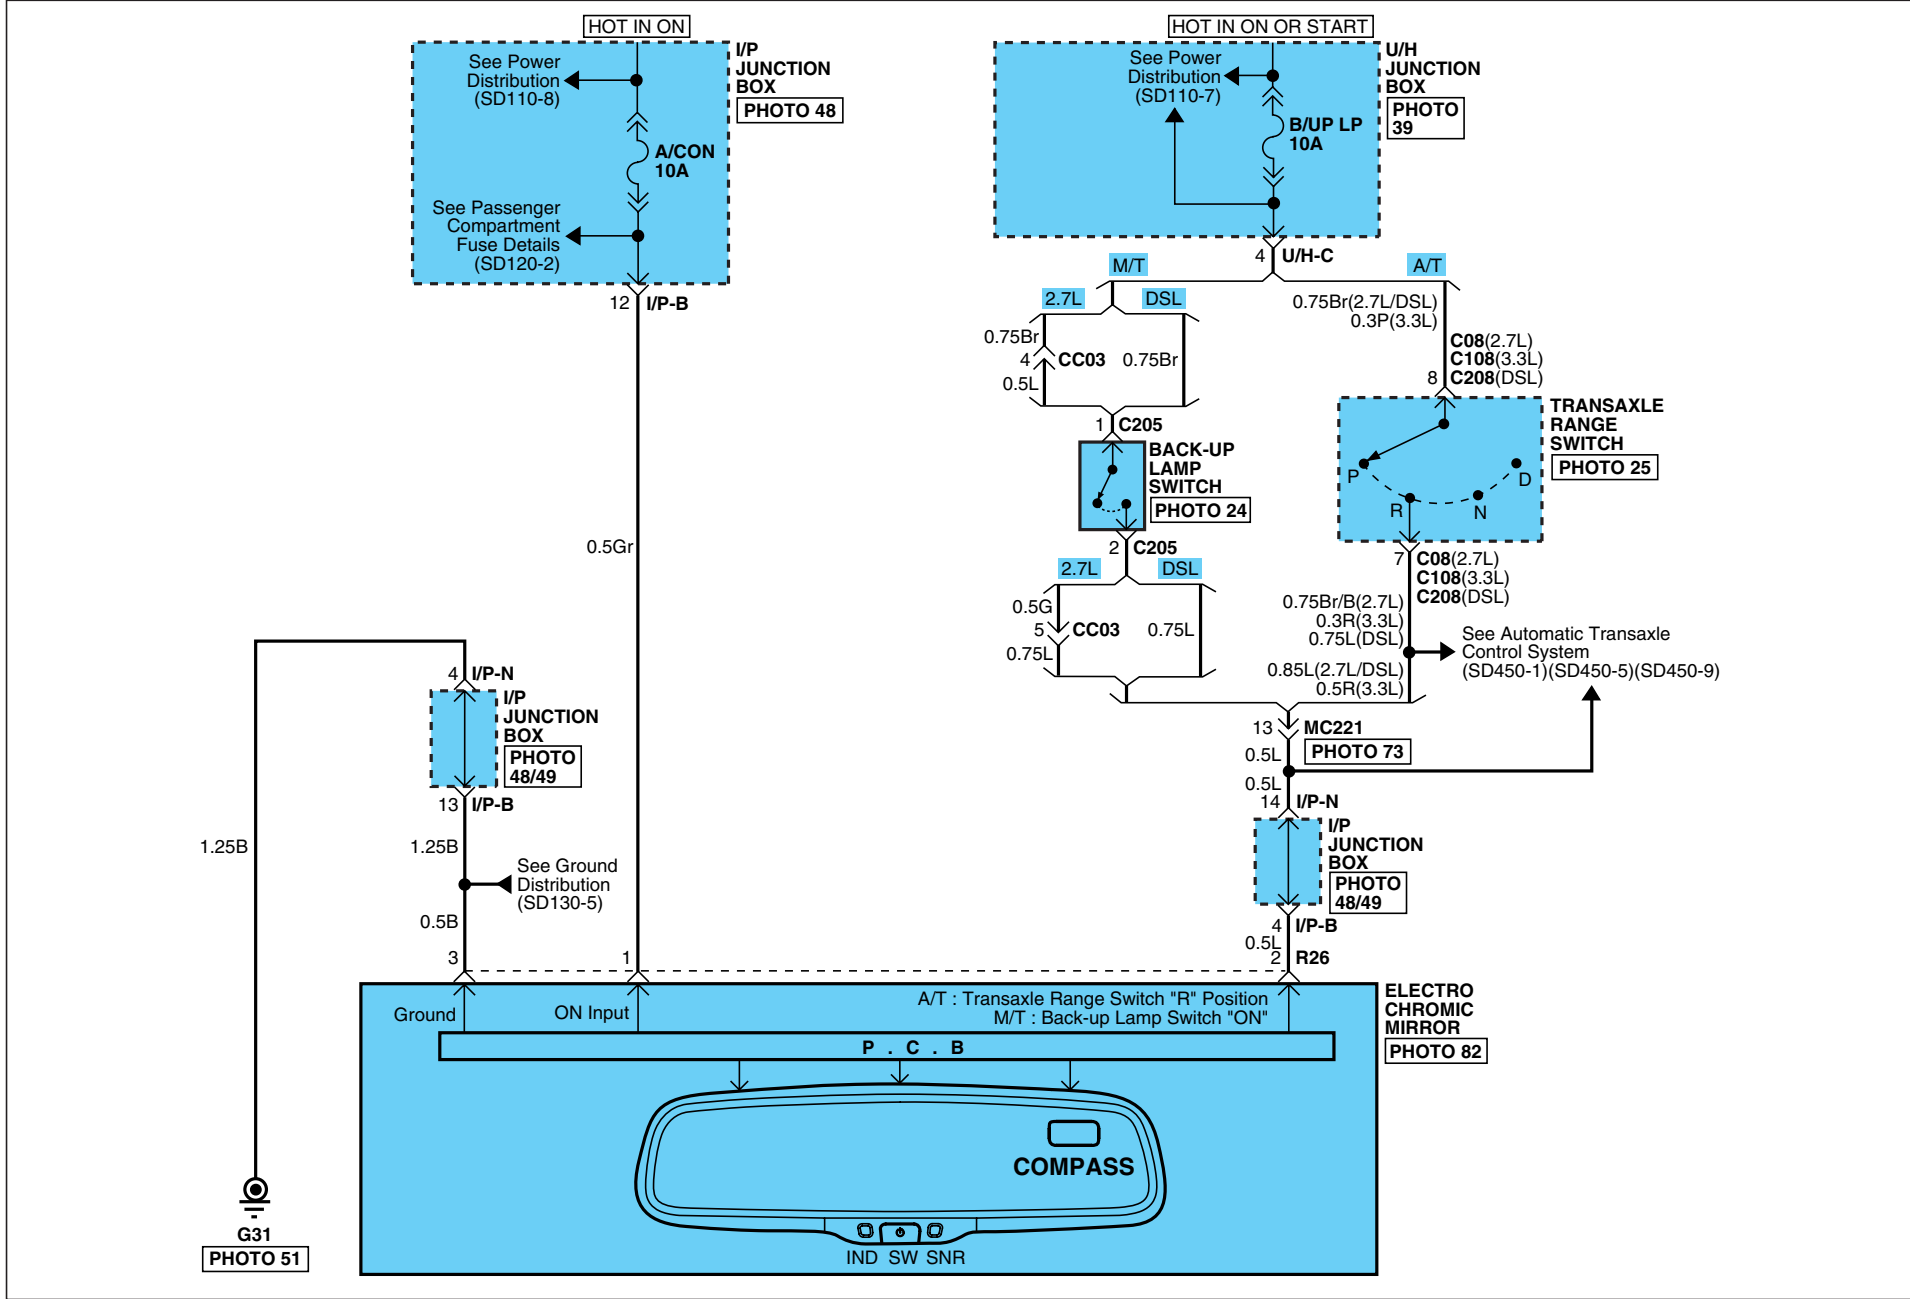 HOT IN ON
See Power
Distribution
(SD110-8)
A/CON
10A
See Passenger
Compartment
Fuse Details
(SD120-2)
I/P
JUNCTION
BOX
PHOTO 48
12 I/P-B
0.5Gr
HOT IN ON OR START
See Power
Distribution
(SD110-7)
B/UP LP
10A
U/H
JUNCTION
BOX
PHOTO
39
4 U/H-C
M/T
A/T
2.7L
DSL
0.75Br
4 CC03
0.5L
0.75Br
0.75Br(2.7L/DSL)
0.3P(3.3L)
C08(2.7L)
C108(3.3L)
8 C208(DSL)
1 C205
BACK-UP
LAMP
SWITCH
PHOTO 24
2 C205
TRANSAXLE
RANGE
SWITCH
PHOTO 25
P
R
N
D
7 C08(2.7L)
C108(3.3L)
C208(DSL)
2.7L
DSL
0.5G
5 CC03
0.75L
0.75L
0.75Br/B(2.7L)
0.3R(3.3L)
0.75L(DSL)
See Automatic Transaxle
Control System
(SD450-1)(SD450-5)(SD450-9)
0.85L(2.7L/DSL)
0.5R(3.3L)
13 MC221
PHOTO 73
0.5L
0.5L
14 I/P-N
I/P
JUNCTION
BOX
PHOTO
48/49
4 I/P-B
0.5L
2 R26
4 I/P-N
I/P
JUNCTION
BOX
PHOTO
48/49
13 I/P-B
1.25B
1.25B
See Ground
Distribution
(SD130-5)
0.5B
3
1
Ground
ON Input
A/T : Transaxle Range Switch "R" Position
M/T : Back-up Lamp Switch "ON"
P . C . B
ELECTRO
CHROMIC
MIRROR
PHOTO 82
COMPASS
IND SW SNR
G31
PHOTO 51